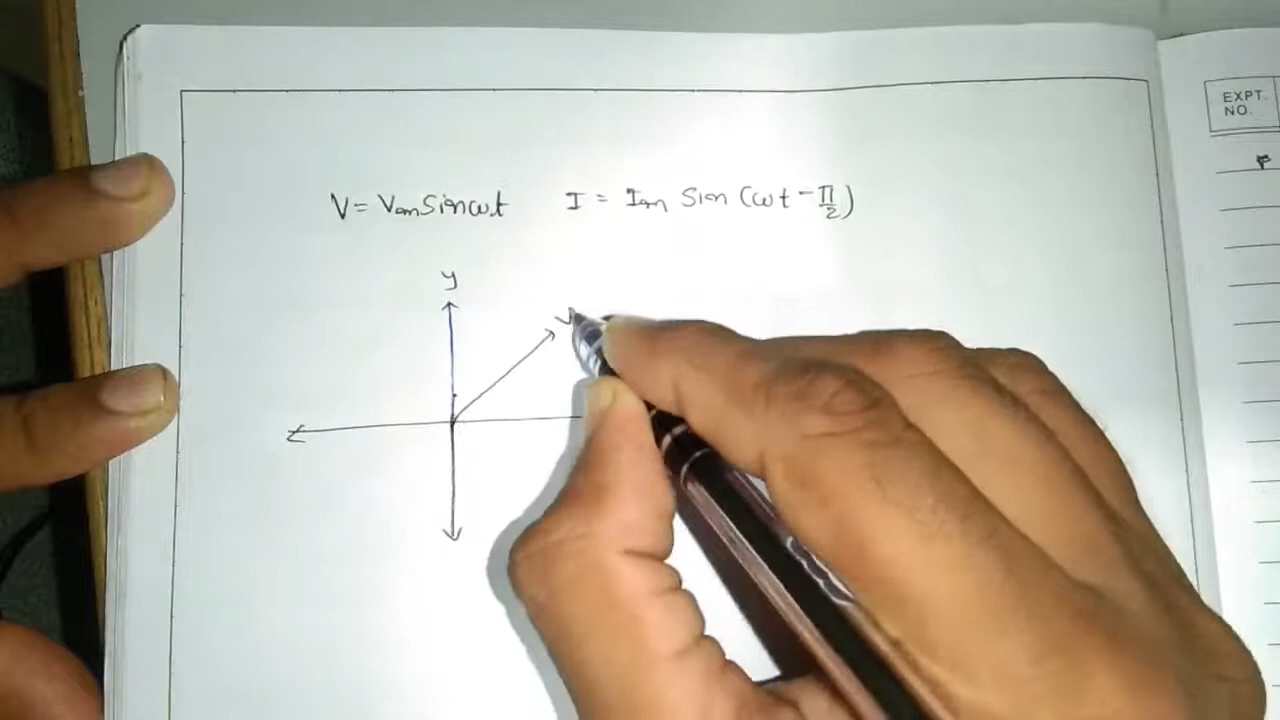 V = Vm Sin ωt I = Im Sin (ωt - π/2)
y
V
EXPT.
NO.